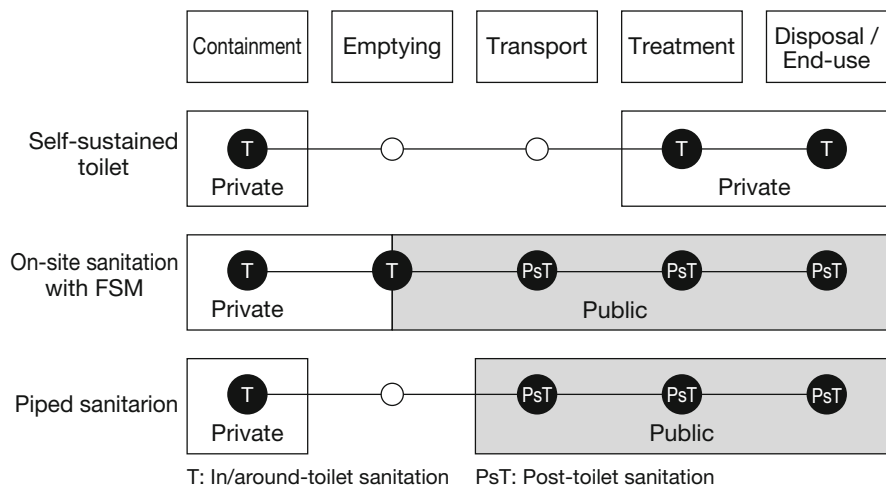 Containment
Emptying
Transport
Treatment
Disposal /
End-use
Self-sustained
toilet
T
T
T
Private
Private
On-site sanitation
with FSM
T
T
PsT
PsT
PsT
Private
Public
Piped sanitarion
T
PsT
PsT
PsT
Private
Public
T: In/around-toilet sanitation
PsT: Post-toilet sanitation